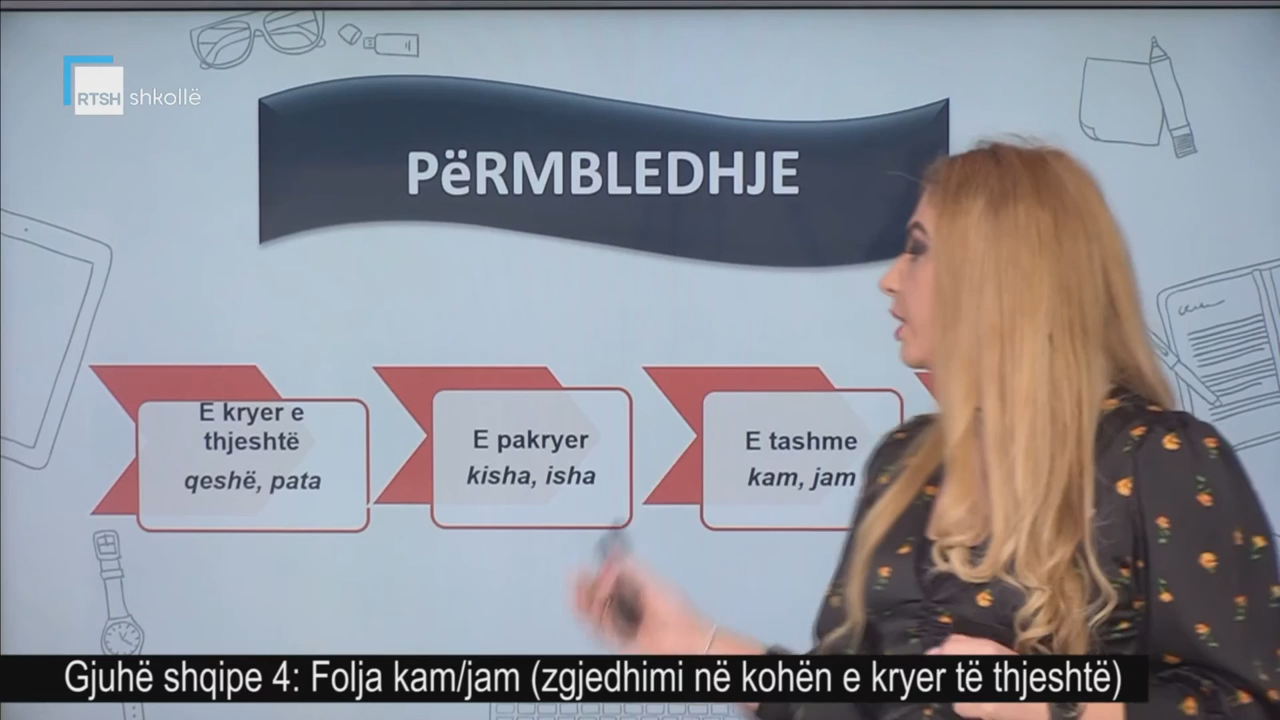 RTSH shkollë
PëRMBLEDHJE
E kryer e
thjeshtë
qeshë, pata
E pakryer
kisha, isha
E tashme
kam, jam
Gjuhë shqipe 4: Folja kam/jam (zgjedhimi në kohën e kryer të thjeshtë)